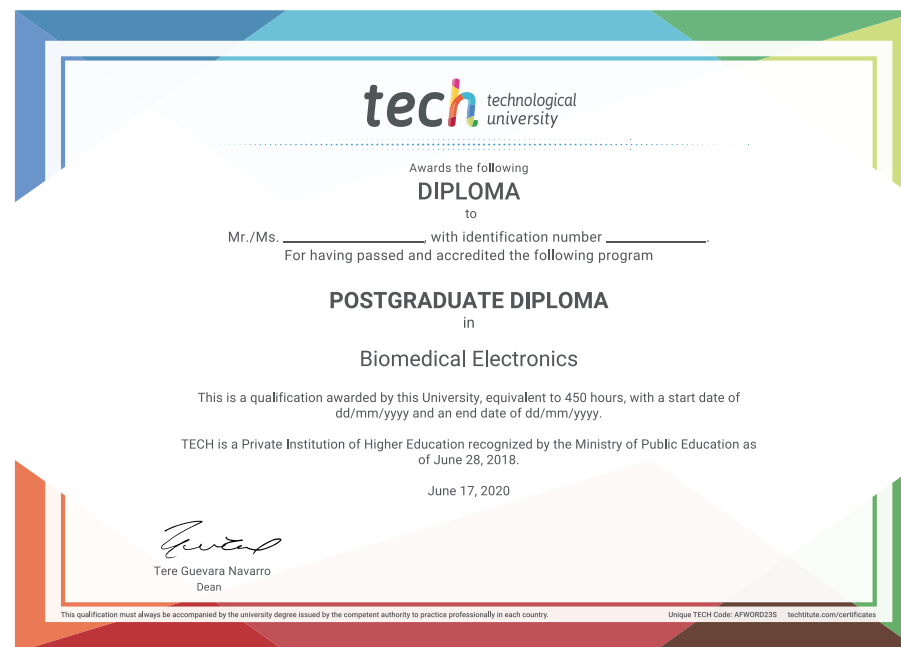 tech technological
university
Awards the following
DIPLOMA
to
Mr./Ms. ____________, with identification number ____________.
For having passed and accredited the following program
POSTGRADUATE DIPLOMA
in
Biomedical Electronics
This is a qualification awarded by this University, equivalent to 450 hours, with a start date of
dd/mm/yyyy and an end date of dd/mm/yyyy.
TECH is a Private Institution of Higher Education recognized by the Ministry of Public Education as
of June 28, 2018.
June 17, 2020
Tere Guevara Navarro
Dean
This qualification must always be accompanied by the university degree issued by the competent authority to practice professionally in each country.
Unique TECH Code: AFWORD23S techtitute.com/certificates